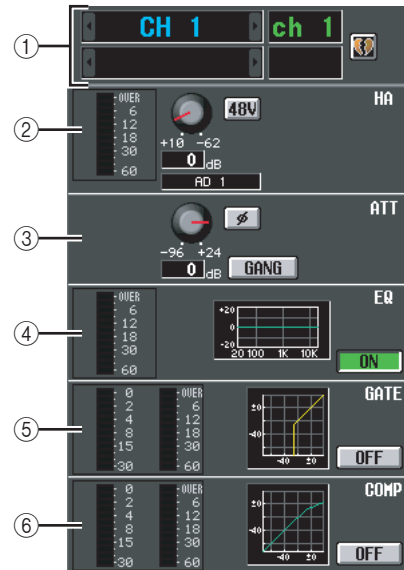 ① CH 1 ch 1
② HA
OVER
6
12
18
30
60
48V
+10 -62
0 dB
AD 1
③ ATT
ø
-96 +24
0 dB GANG
④ EQ
OVER
6
12
18
30
60
+20
0
-20
20 100 1K 10K
ON
⑤ GATE
0 OVER
2 6
4 12
8 18
15 30
30 60
±0
-40
-40 ±0
OFF
⑥ COMP
0 OVER
2 6
4 12
8 18
15 30
30 60
±0
-40
-40 ±0
OFF